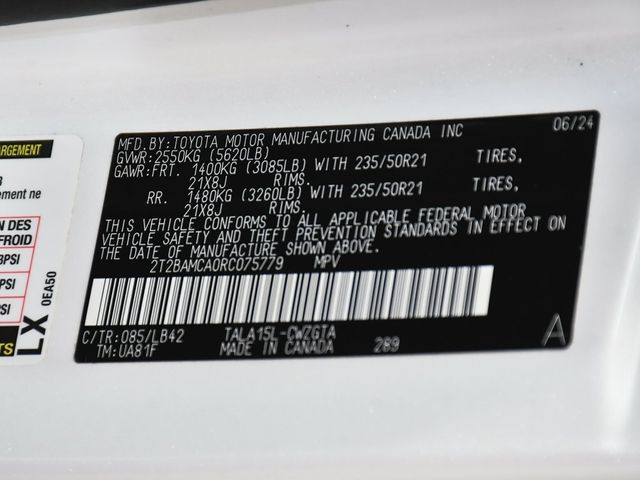 MFD.BY:TOYOTA MOTOR MANUFACTURING CANADA INC 06/24
GVWR:2550KG (5620LB)
GAWR:FRT. 1400KG (3085LB) WITH 235/50R21 TIRES,
21X8J RIMS.
RR. 1480KG (3260LB) WITH 235/50R21 TIRES,
21X8J RIMS.
THIS VEHICLE CONFORMS TO ALL APPLICABLE FEDERAL MOTOR
VEHICLE SAFETY AND THEFT PREVENTION STANDARDS IN EFFECT ON
THE DATE OF MANUFACTURE SHOWN ABOVE.
2T2BAMCA0RC075779 MPV
C/TR:085/LB42 TALA15L-CWZGTA
TM:UA81F MADE IN CANADA 289 A
ARGEMENT
ement ne
N DES
FROID
PSI
PSI
PSI
TS
LX 0EA50